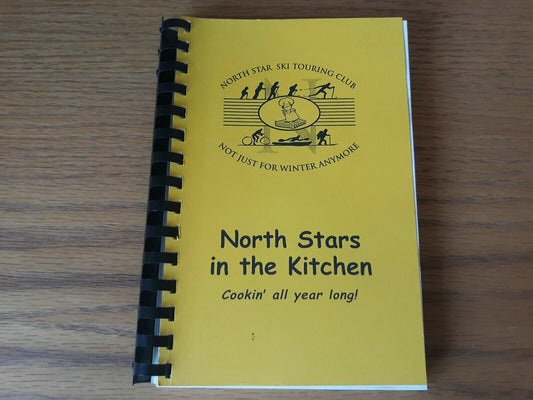 NORTH STAR SKI TOURING CLUB
NOT JUST FOR WINTER ANYMORE
North Stars
in the Kitchen
Cookin' all year long!